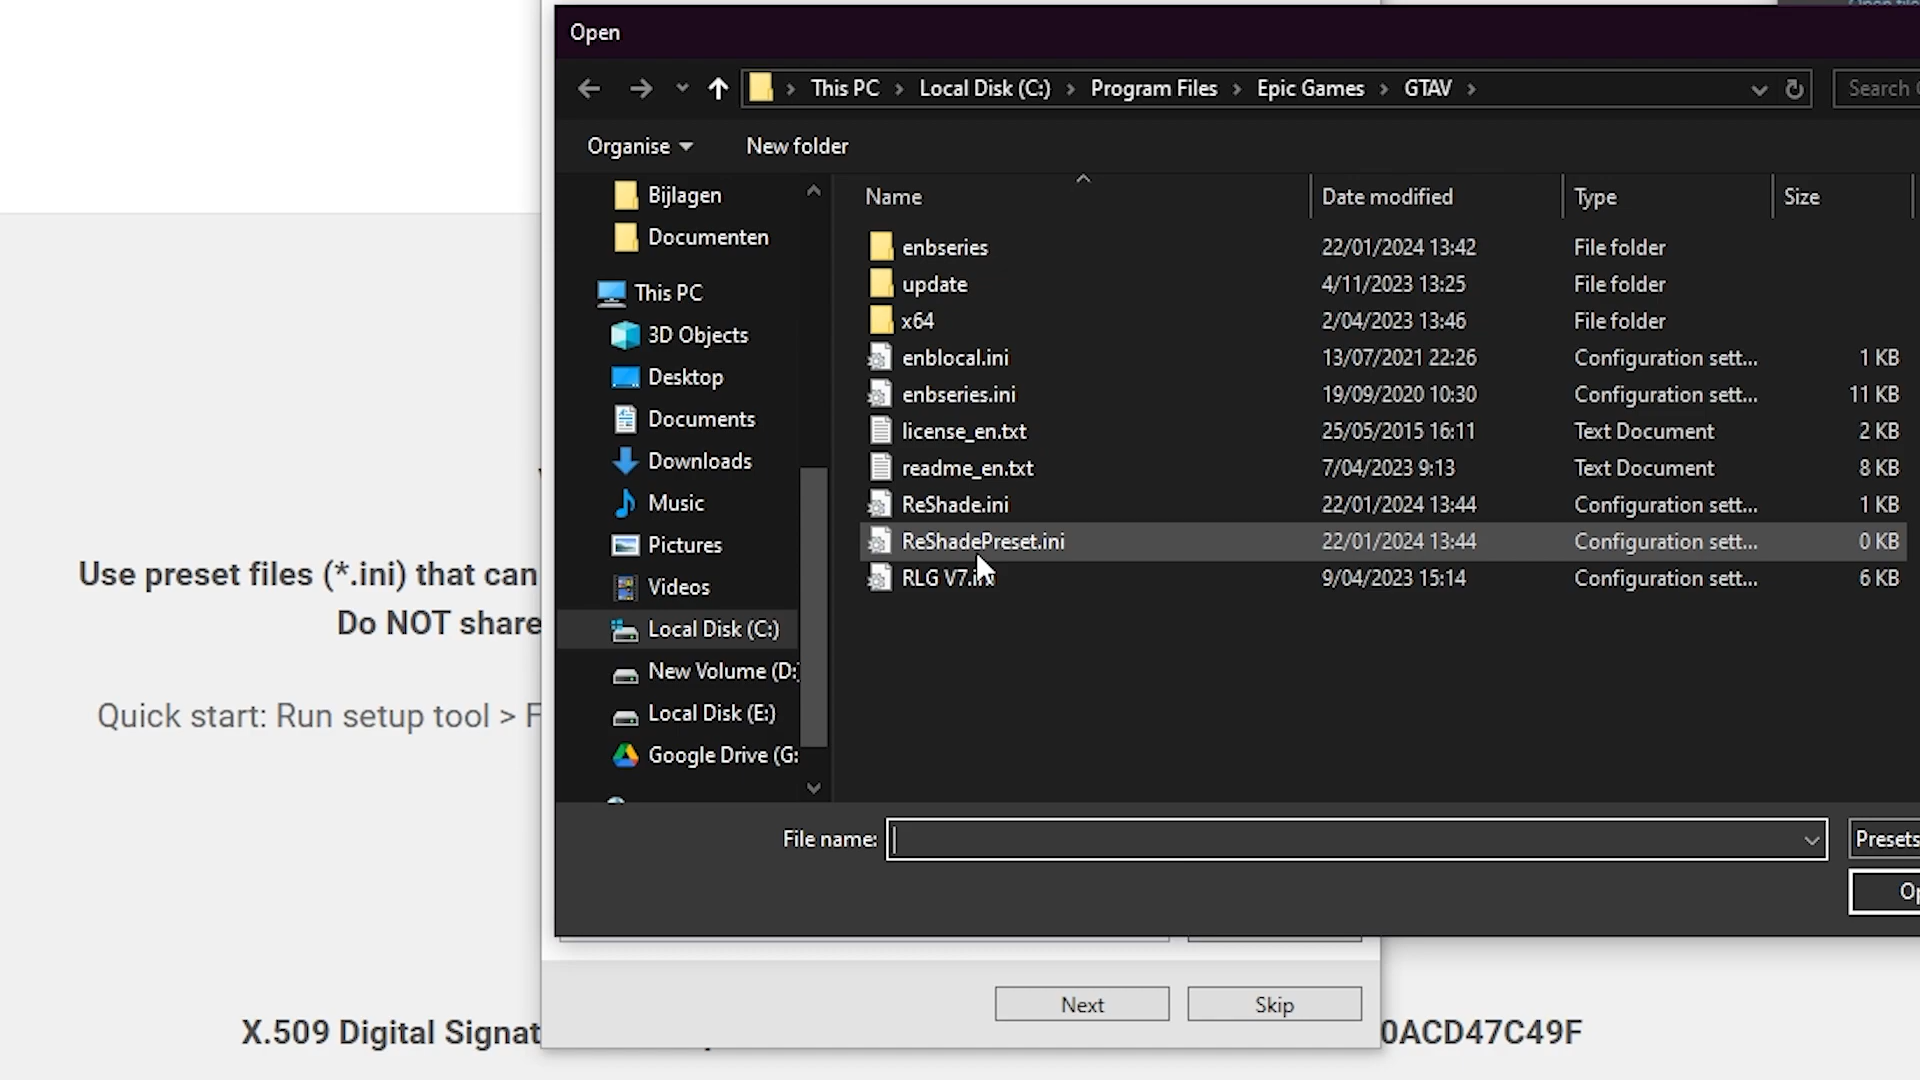 Open
This PC > Local Disk (C:) > Program Files > Epic Games > GTAV >
Search
Organise
New folder
Bijlagen
Documenten
This PC
3D Objects
Desktop
Documents
Downloads
Music
Pictures
Videos
Local Disk (C:)
New Volume (D:)
Local Disk (E:)
Google Drive (G:
Name Date modified Type Size
enbseries 22/01/2024 13:42 File folder
update 4/11/2023 13:25 File folder
x64 2/04/2023 13:46 File folder
enblocal.ini 13/07/2021 22:26 Configuration sett... 1 KB
enbseries.ini 19/09/2020 10:30 Configuration sett... 11 KB
license_en.txt 25/05/2015 16:11 Text Document 2 KB
readme_en.txt 7/04/2023 9:13 Text Document 8 KB
ReShade.ini 22/01/2024 13:44 Configuration sett... 1 KB
ReShadePreset.ini 22/01/2024 13:44 Configuration sett... 0 KB
RLG V7.ini 9/04/2023 15:14 Configuration sett... 6 KB
File name:
Presets
Op
Use preset files (*.ini) that can
Do NOT share
Quick start: Run setup tool > F
Next
Skip
X.509 Digital Signat
0ACD47C49F